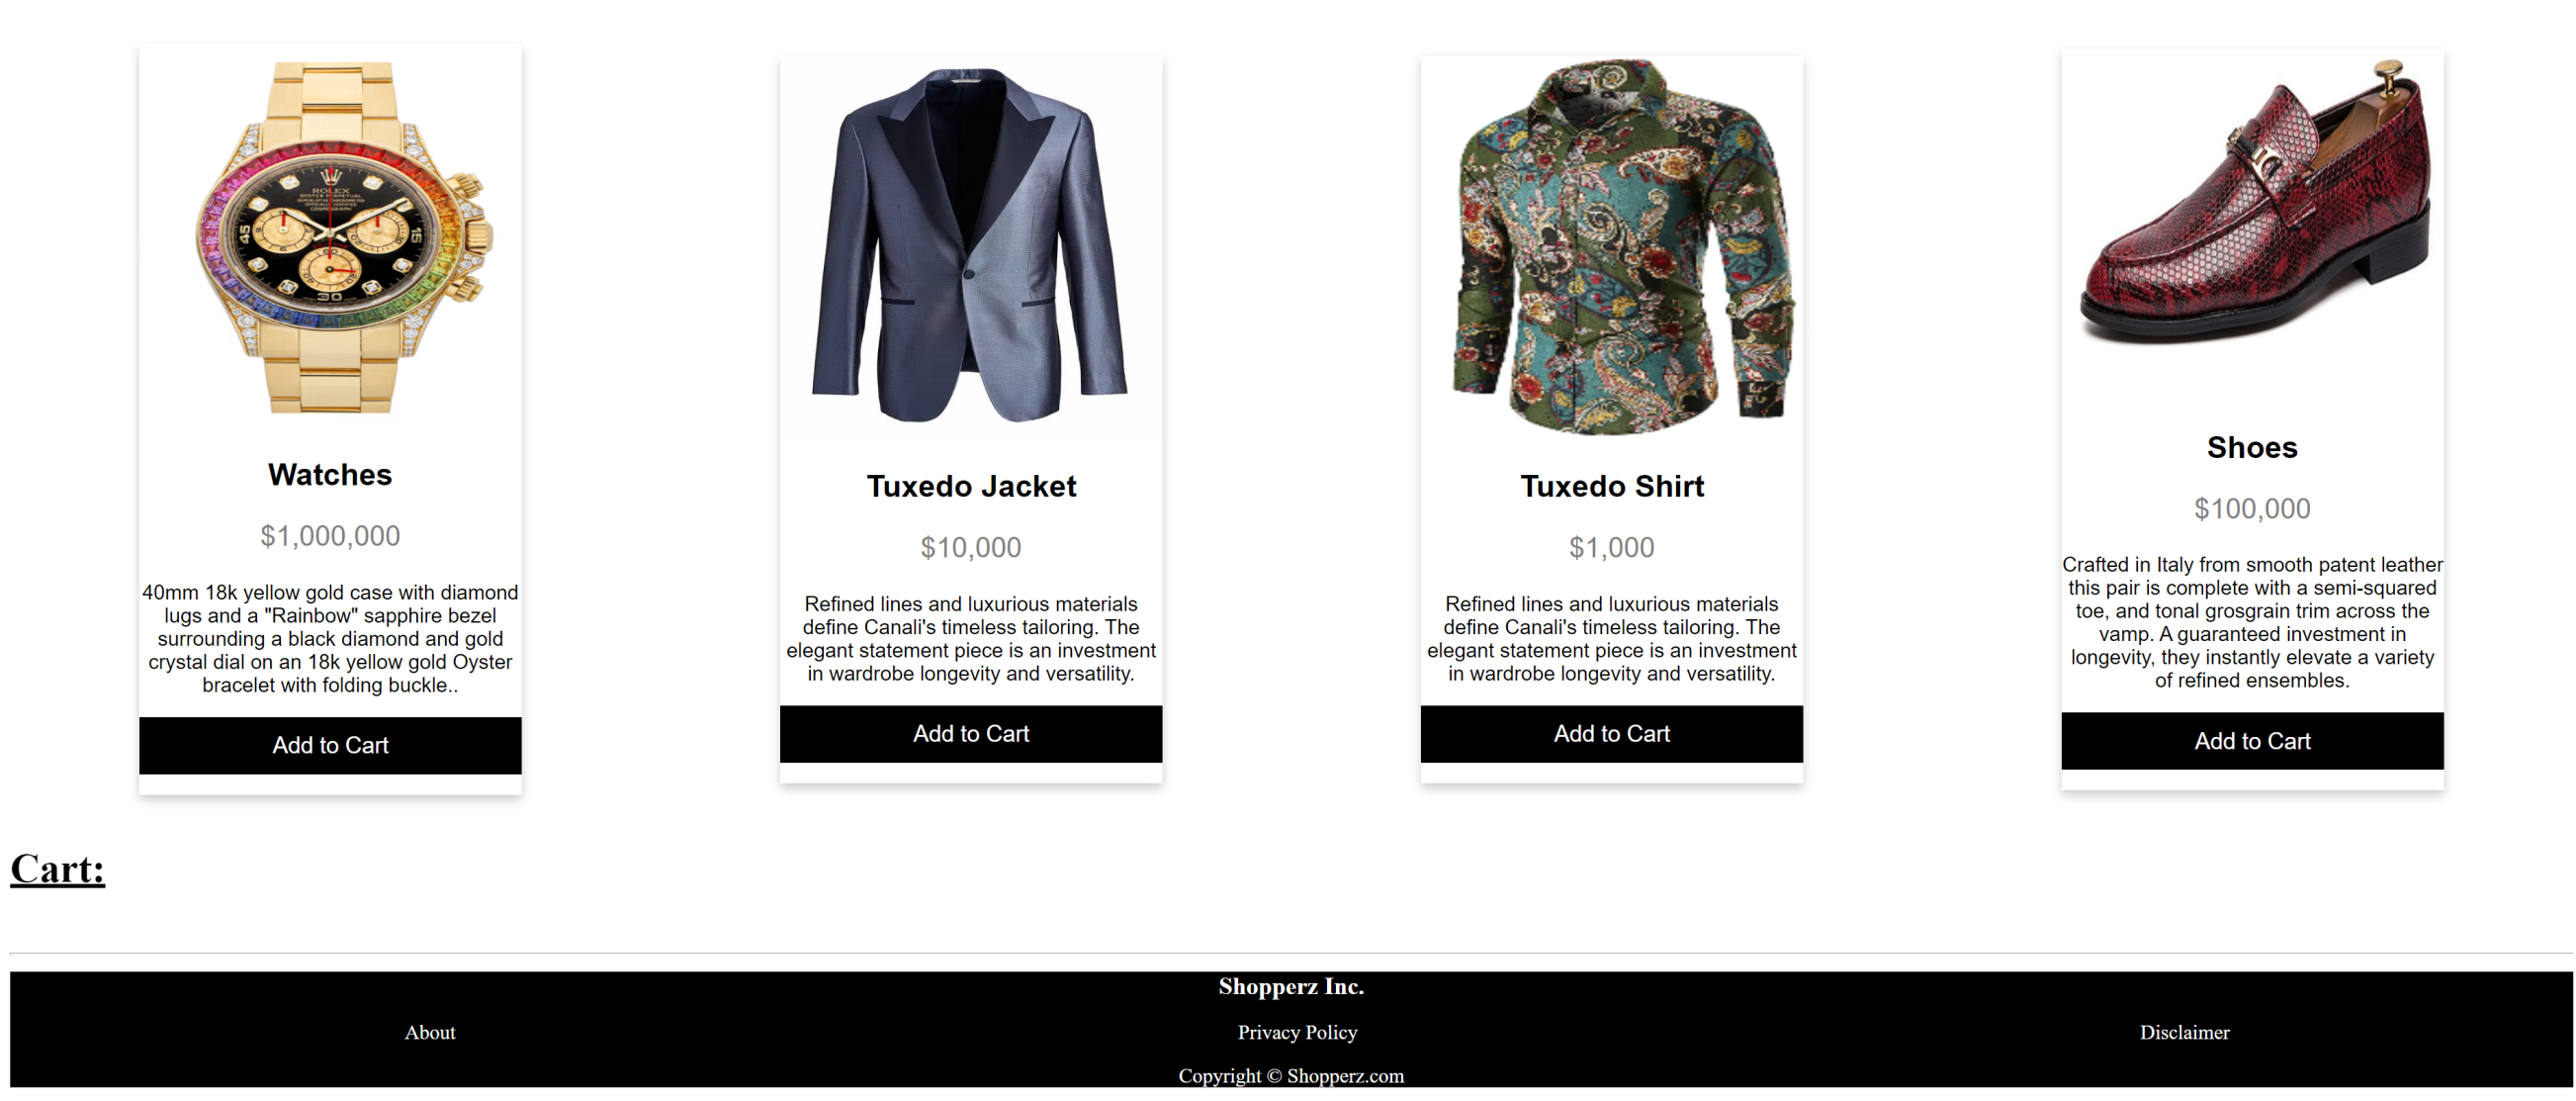 ROLEX
OYSTER PERPETUAL
COSMOGRAPH
45
15
30
Watches
$1,000,000
40mm 18k yellow gold case with diamond
lugs and a "Rainbow" sapphire bezel
surrounding a black diamond and gold
crystal dial on an 18k yellow gold Oyster
bracelet with folding buckle..
Add to Cart
Tuxedo Jacket
$10,000
Refined lines and luxurious materials
define Canali's timeless tailoring. The
elegant statement piece is an investment
in wardrobe longevity and versatility.
Add to Cart
Tuxedo Shirt
$1,000
Refined lines and luxurious materials
define Canali's timeless tailoring. The
elegant statement piece is an investment
in wardrobe longevity and versatility.
Add to Cart
Shoes
$100,000
Crafted in Italy from smooth patent leather
this pair is complete with a semi-squared
toe, and tonal grosgrain trim across the
vamp. A guaranteed investment in
longevity, they instantly elevate a variety
of refined ensembles.
Add to Cart
Cart:
Shopperz Inc.
About
Privacy Policy
Disclaimer
Copyright © Shopperz.com